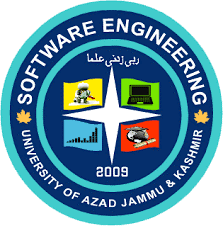 SOFTWARE ENGINEERING
ربی زدنی علما
2009
UNIVERSITY OF AZAD JAMMU & KASHMIR